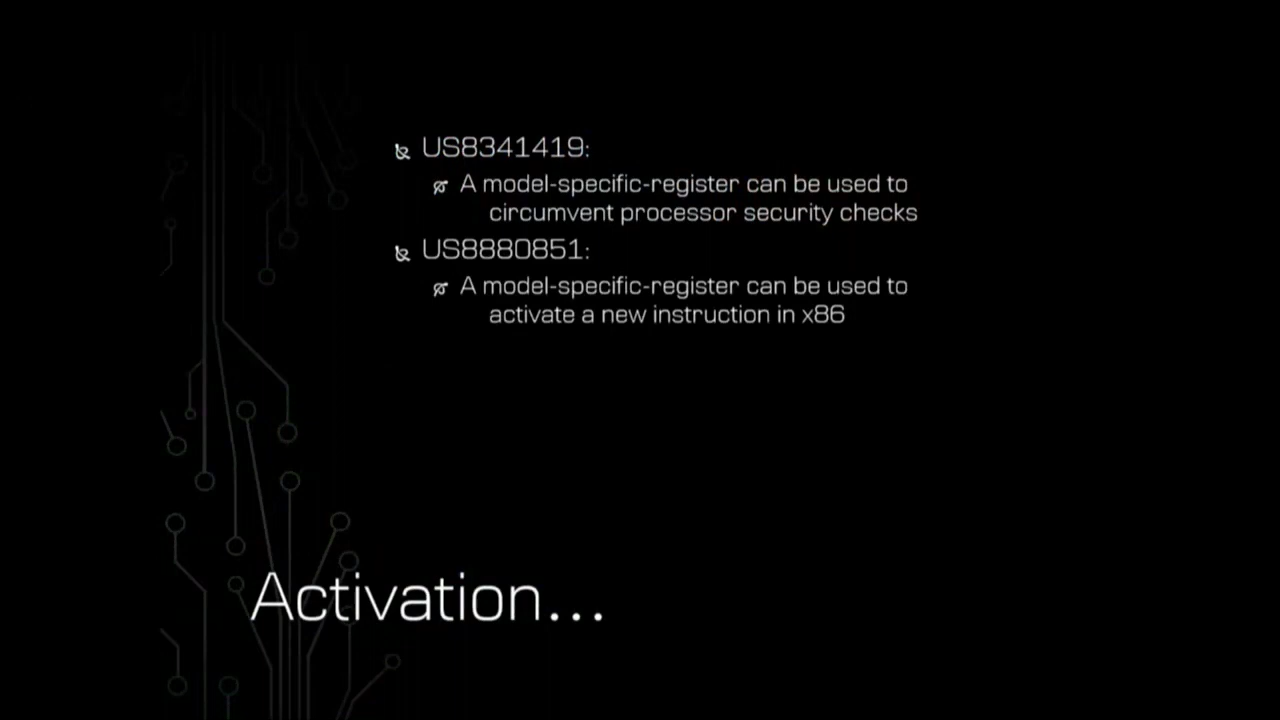 US8341419:
A model-specific-register can be used to
circumvent processor security checks
US8880851:
A model-specific-register can be used to
activate a new instruction in x86
Activation...